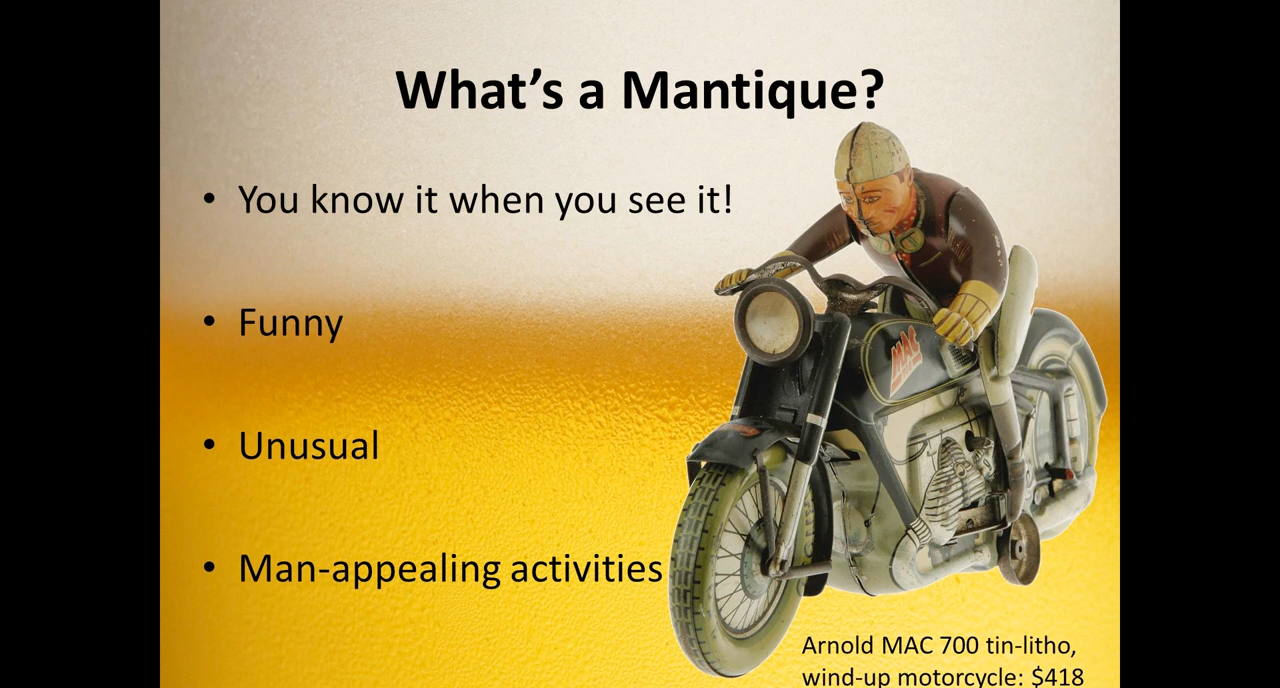 What's a Mantique?
• You know it when you see it!
• Funny
• Unusual
• Man-appealing activities
MAC
Arnold MAC 700 tin-litho,
wind-up motorcycle: $418